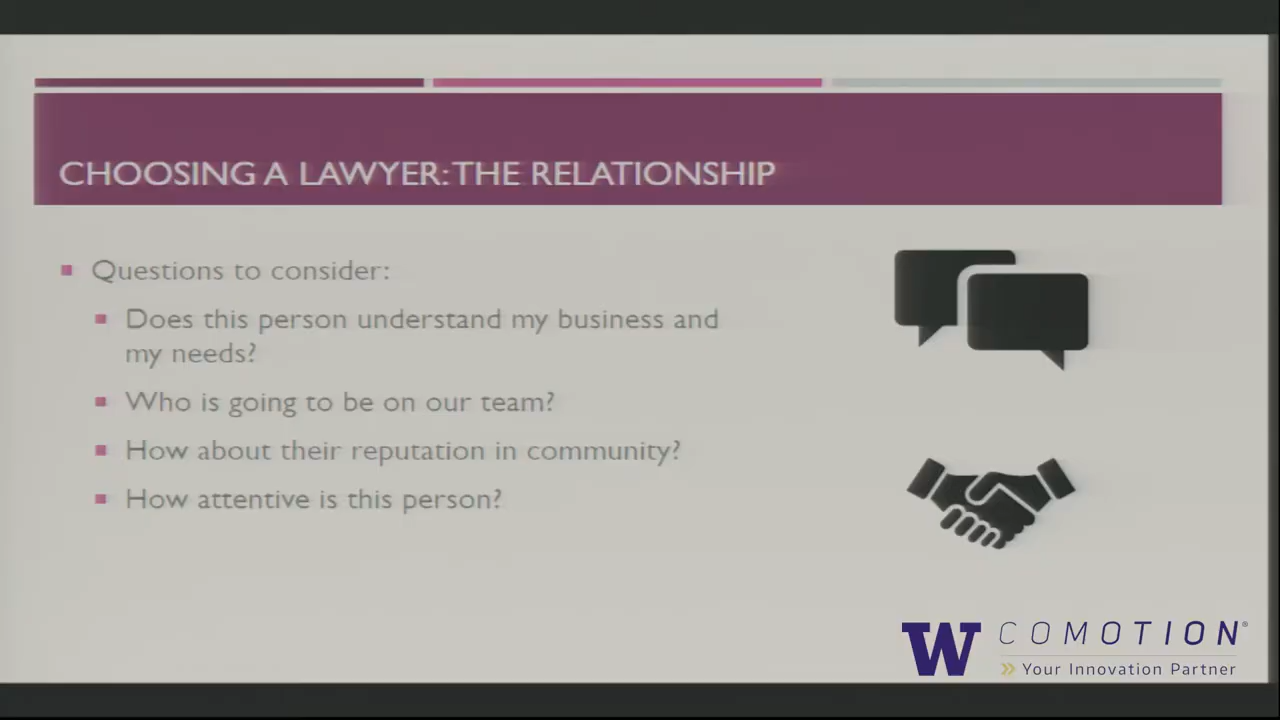 CHOOSING A LAWYER: THE RELATIONSHIP
Questions to consider:
Does this person understand my business and
my needs?
Who is going to be on our team?
How about their reputation in community?
How attentive is this person?
W COMOTION®
Your Innovation Partner